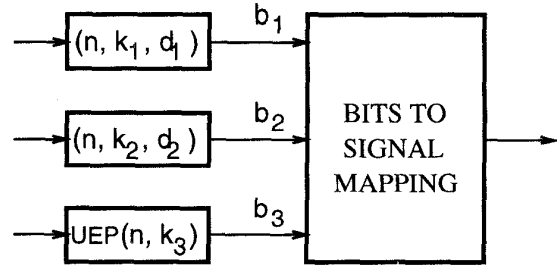 b₁
(n, k₁, d₁)
b₂
(n, k₂, d₂)
BITS TO
SIGNAL
MAPPING
b₃
UEP(n, k₃)